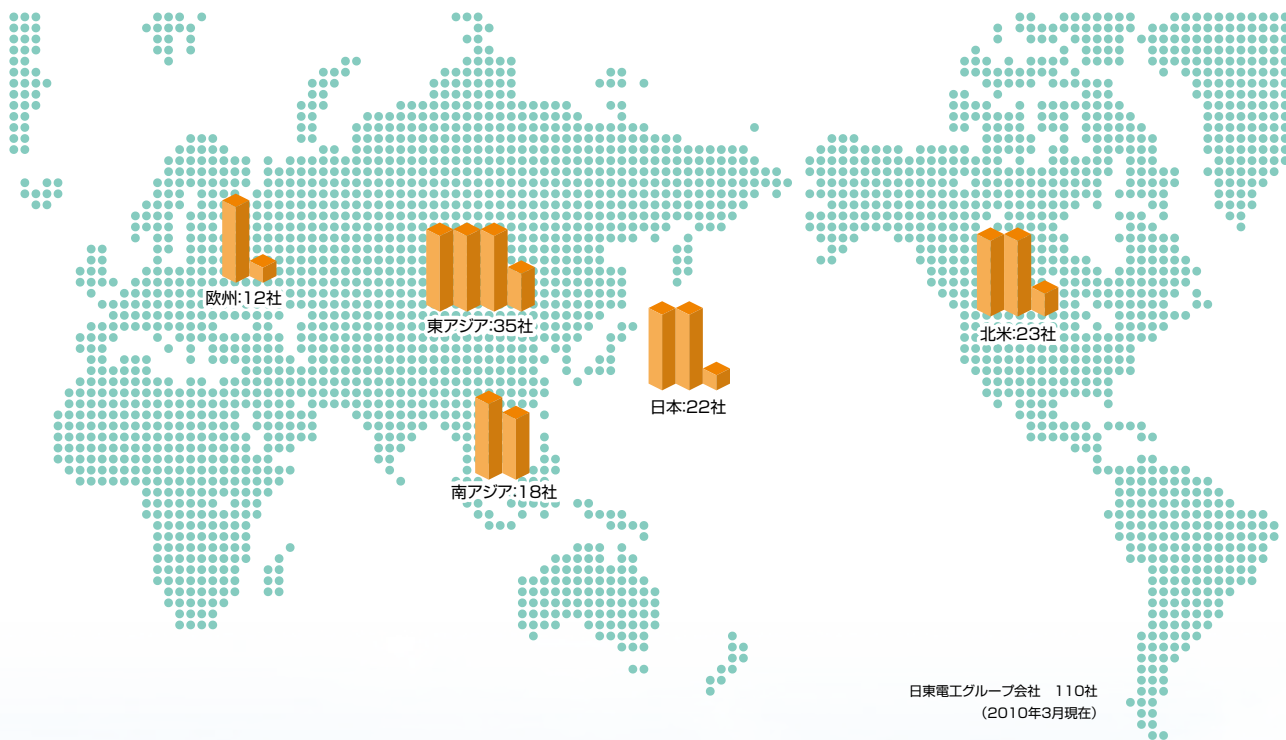 欧州:12社
東アジア:35社
北米:23社
日本:22社
南アジア:18社
日東電工グループ会社　110社
（2010年3月現在）